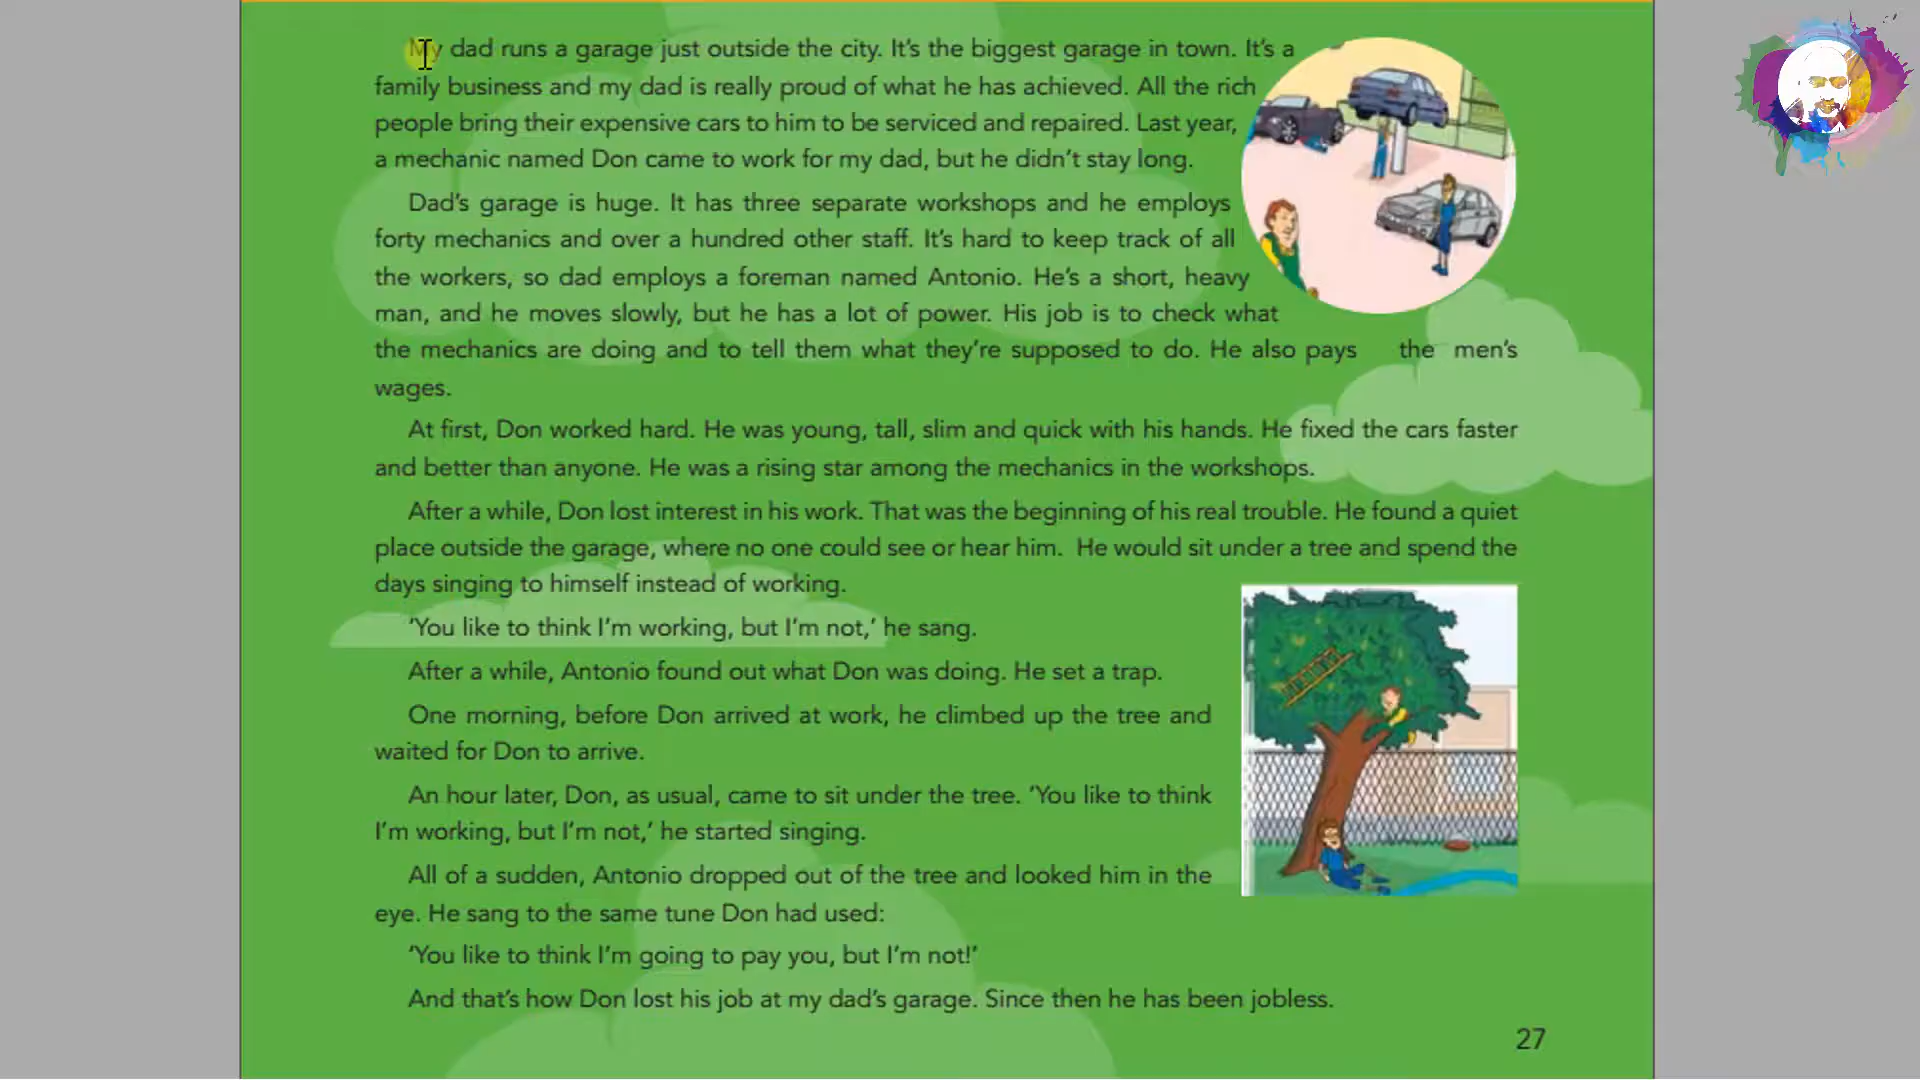 My dad runs a garage just outside the city. It's the biggest garage in town. It's a
family business and my dad is really proud of what he has achieved. All the rich
people bring their expensive cars to him to be serviced and repaired. Last year,
a mechanic named Don came to work for my dad, but he didn't stay long.
Dad's garage is huge. It has three separate workshops and he employs
forty mechanics and over a hundred other staff. It's hard to keep track of all
the workers, so dad employs a foreman named Antonio. He's a short, heavy
man, and he moves slowly, but he has a lot of power. His job is to check what
the mechanics are doing and to tell them what they're supposed to do. He also pays the men's
wages.
At first, Don worked hard. He was young, tall, slim and quick with his hands. He fixed the cars faster
and better than anyone. He was a rising star among the mechanics in the workshops.
After a while, Don lost interest in his work. That was the beginning of his real trouble. He found a quiet
place outside the garage, where no one could see or hear him. He would sit under a tree and spend the
days singing to himself instead of working.
'You like to think I'm working, but I'm not,' he sang.
After a while, Antonio found out what Don was doing. He set a trap.
One morning, before Don arrived at work, he climbed up the tree and
waited for Don to arrive.
An hour later, Don, as usual, came to sit under the tree. 'You like to think
I'm working, but I'm not,' he started singing.
All of a sudden, Antonio dropped out of the tree and looked him in the
eye. He sang to the same tune Don had used:
'You like to think I'm going to pay you, but I'm not!'
And that's how Don lost his job at my dad's garage. Since then he has been jobless.
27